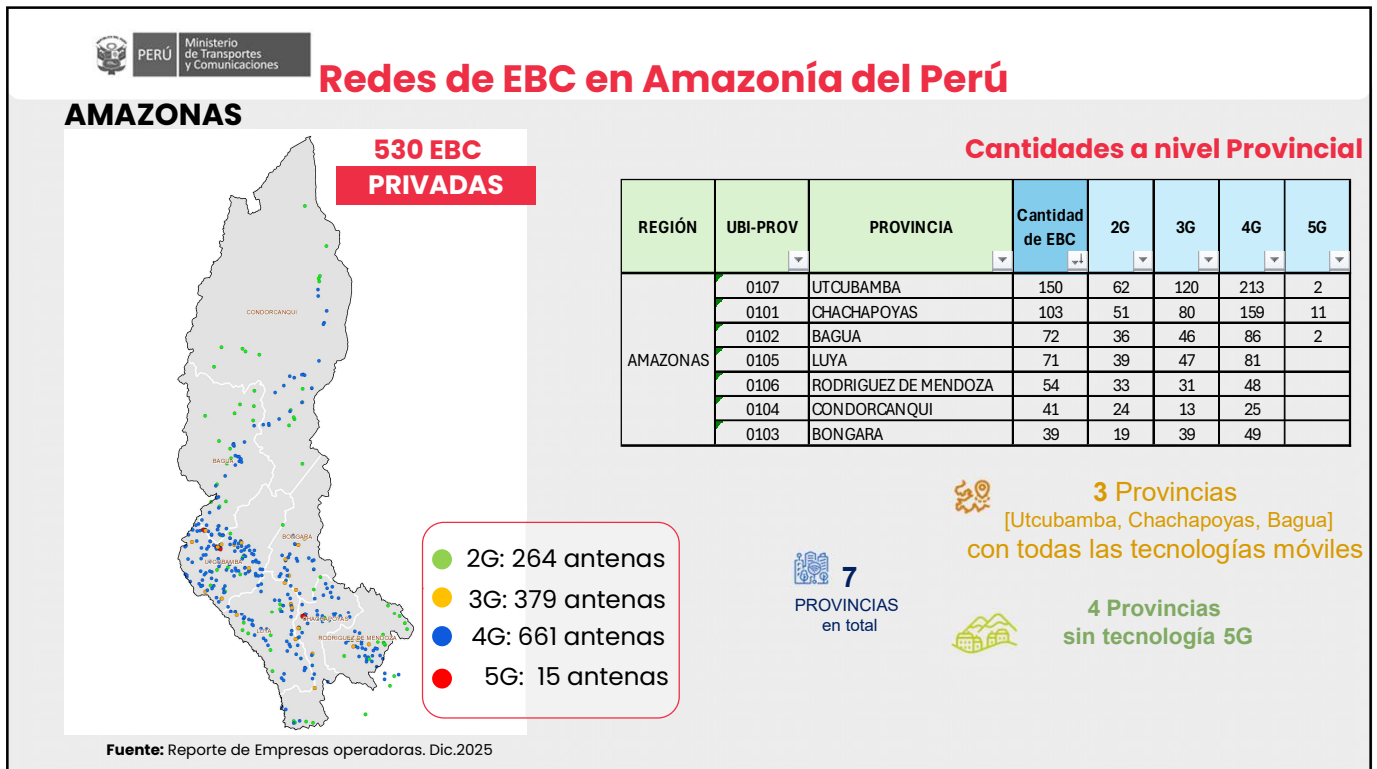 PERÚ
Ministerio
de Transportes
y Comunicaciones
Redes de EBC en Amazonía del Perú
AMAZONAS
530 EBC
PRIVADAS
CONDORCANQUI
BAGUA
BONGARA
UTCUBAMBA
CHACHAPOYAS
LUYA
RODRIGUEZ DE MENDOZA
2G: 264 antenas
3G: 379 antenas
4G: 661 antenas
5G: 15 antenas
Fuente: Reporte de Empresas operadoras. Dic.2025
Cantidades a nivel Provincial
REGIÓN UBI-PROV PROVINCIA Cantidad de EBC 2G 3G 4G 5G
AMAZONAS
0107 UTCUBAMBA 150 62 120 213 2
0101 CHACHAPOYAS 103 51 80 159 11
0102 BAGUA 72 36 46 86 2
0105 LUYA 71 39 47 81
0106 RODRIGUEZ DE MENDOZA 54 33 31 48
0104 CONDORCANQUI 41 24 13 25
0103 BONGARA 39 19 39 49
3 Provincias
[Utcubamba, Chachapoyas, Bagua]
con todas las tecnologías móviles
7
PROVINCIAS
en total
4 Provincias
sin tecnología 5G